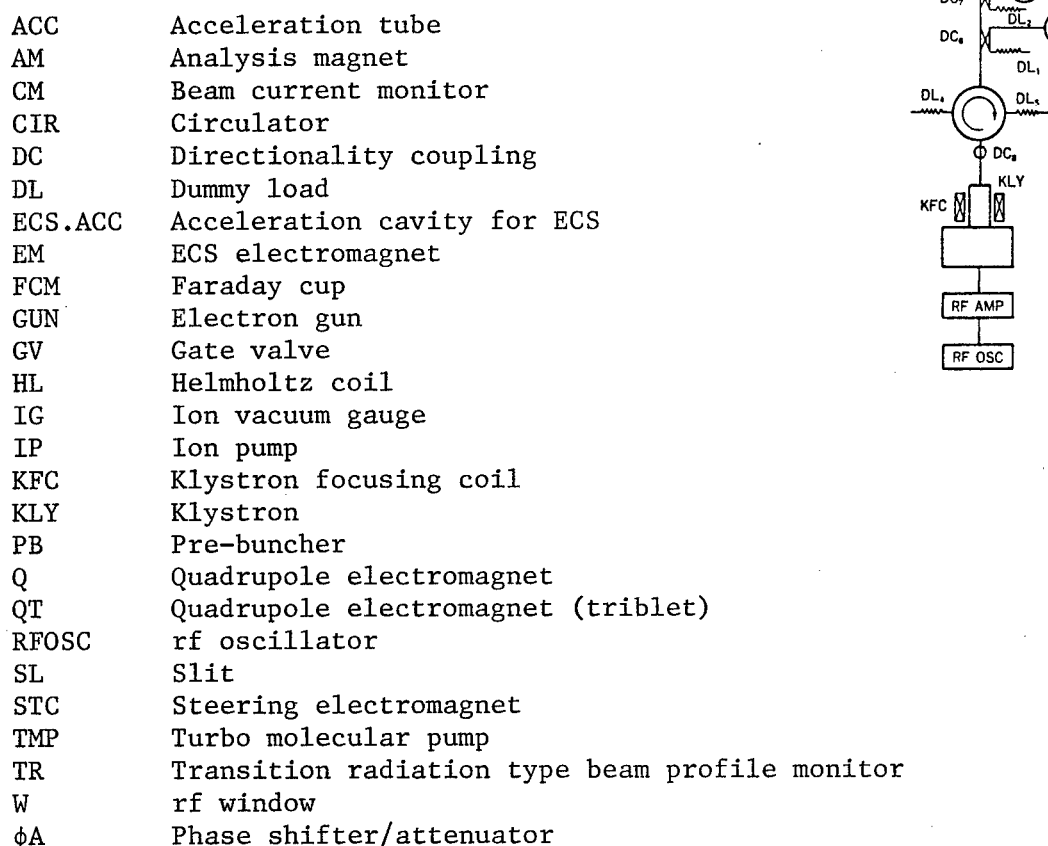 ACC Acceleration tube
AM Analysis magnet
CM Beam current monitor
CIR Circulator
DC Directionality coupling
DL Dummy load
ECS.ACC Acceleration cavity for ECS
EM ECS electromagnet
FCM Faraday cup
GUN Electron gun
GV Gate valve
HL Helmholtz coil
IG Ion vacuum gauge
IP Ion pump
KFC Klystron focusing coil
KLY Klystron
PB Pre-buncher
Q Quadrupole electromagnet
QT Quadrupole electromagnet (triblet)
RFOSC rf oscillator
SL Slit
STC Steering electromagnet
TMP Turbo molecular pump
TR Transition radiation type beam profile monitor
W rf window
φA Phase shifter/attenuator
DL₂
DL₁
KLY
KFC
RF AMP
RF OSC